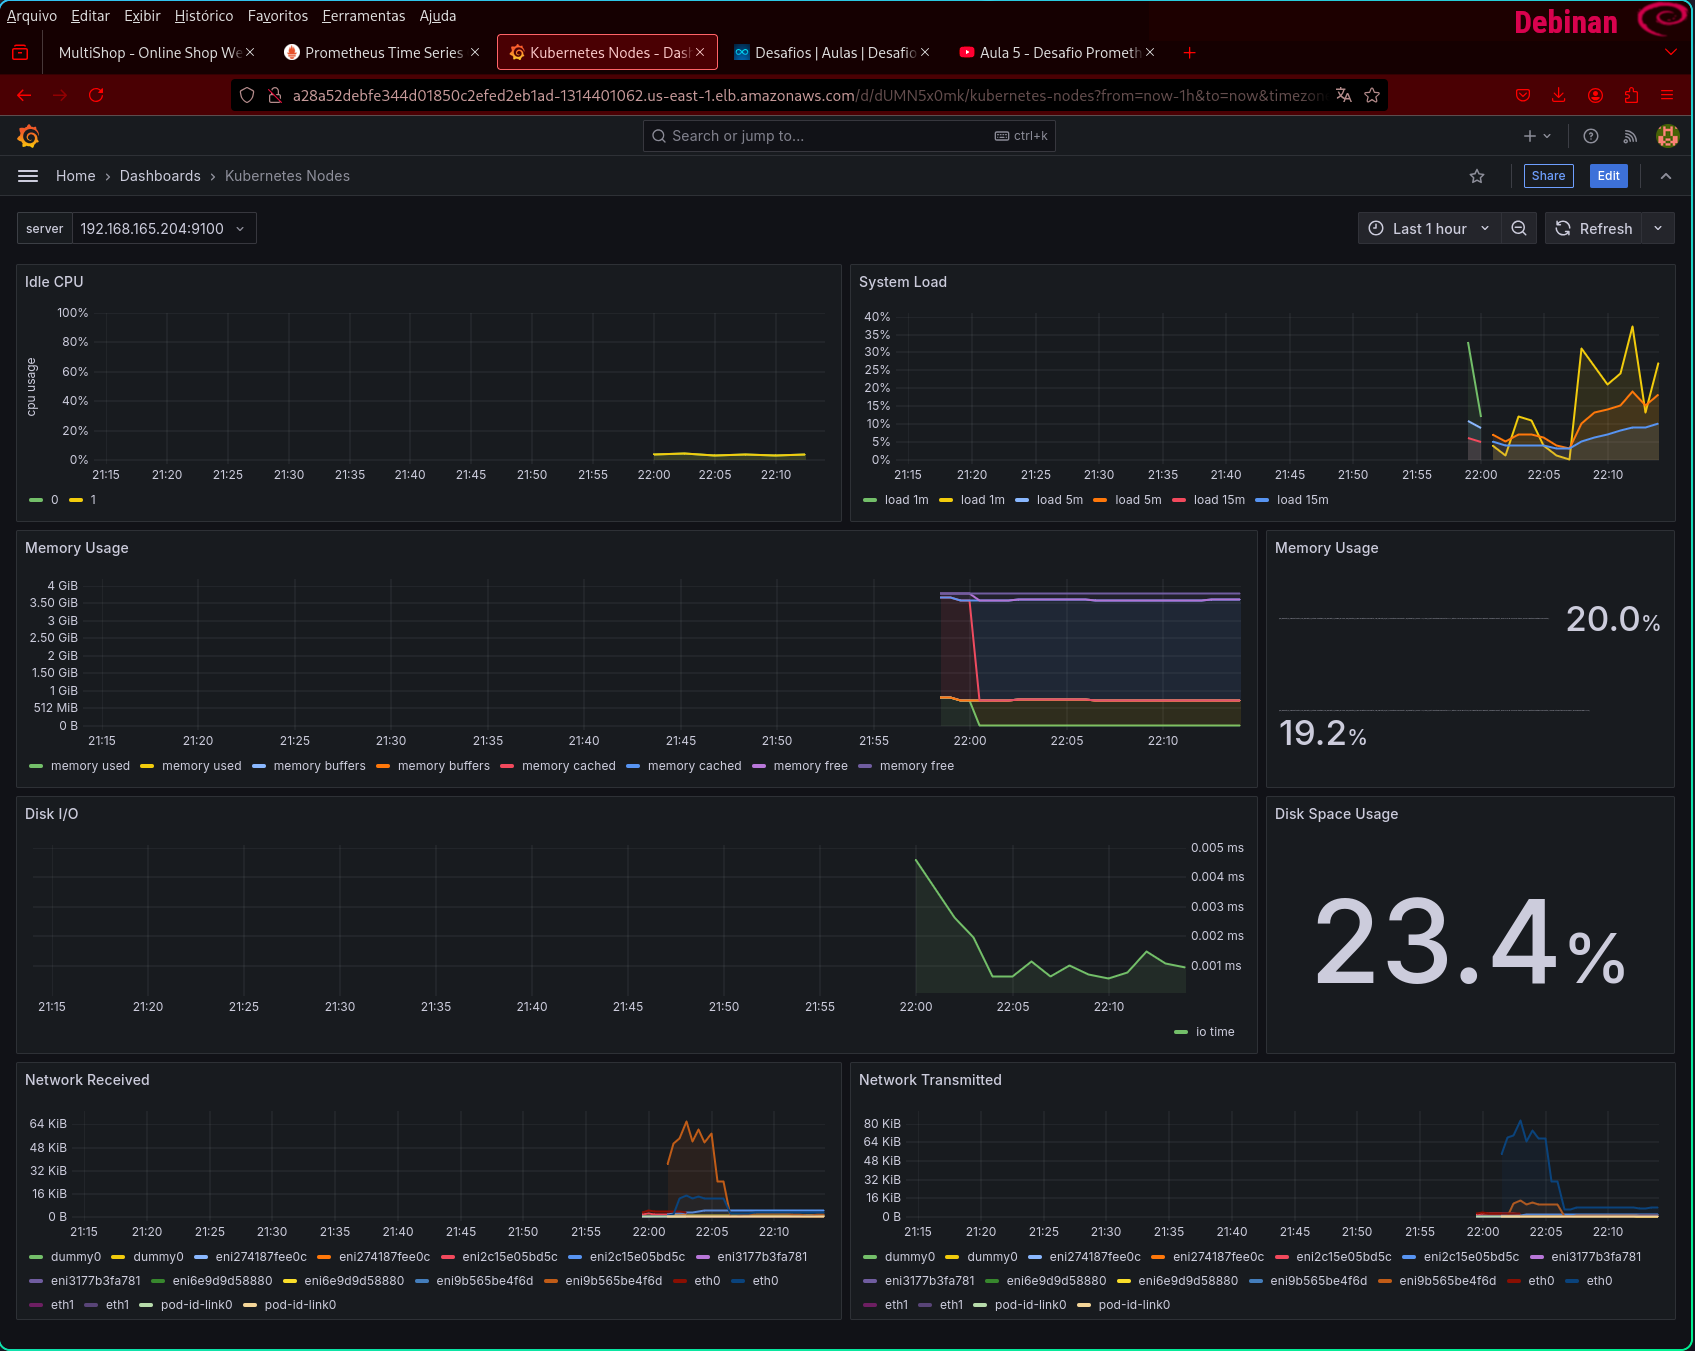 Arquivo Editar Exibir Histórico Favoritos Ferramentas Ajuda
Debinan
MultiShop - Online Shop We
Prometheus Time Series
Kubernetes Nodes - Das
Desafios | Aulas | Desafio
Aula 5 - Desafio Prometh
a28a52debfe344d01850c2efed2eb1ad-1314401062.us-east-1.elb.amazonaws.com/d/dUMN5x0mk/kubernetes-nodes?from=now-1h&to=now&timezon
Search or jump to... ctrl+k
Home › Dashboards › Kubernetes Nodes
Share Edit
server 192.168.165.204:9100
Last 1 hour Refresh
Idle CPU
cpu usage
100%
80%
60%
40%
20%
0%
21:15 21:20 21:25 21:30 21:35 21:40 21:45 21:50 21:55 22:00 22:05 22:10
0 1
System Load
40%
35%
30%
25%
20%
15%
10%
5%
0%
21:15 21:20 21:25 21:30 21:35 21:40 21:45 21:50 21:55 22:00 22:05 22:10
load 1m load 1m load 5m load 5m load 15m load 15m
Memory Usage
4 GiB
3.50 GiB
3 GiB
2.50 GiB
2 GiB
1.50 GiB
1 GiB
512 MiB
0 B
21:15 21:20 21:25 21:30 21:35 21:40 21:45 21:50 21:55 22:00 22:05 22:10
memory used memory used memory buffers memory buffers memory cached memory cached memory free memory free
Memory Usage
20.0%
19.2%
Disk I/O
0.005 ms
0.004 ms
0.003 ms
0.002 ms
0.001 ms
21:15 21:20 21:25 21:30 21:35 21:40 21:45 21:50 21:55 22:00 22:05 22:10
io time
Disk Space Usage
23.4%
Network Received
64 KiB
48 KiB
32 KiB
16 KiB
0 B
21:15 21:20 21:25 21:30 21:35 21:40 21:45 21:50 21:55 22:00 22:05 22:10
dummy0 dummy0 eni274187fee0c eni274187fee0c eni2c15e05bd5c eni2c15e05bd5c eni3177b3fa781
eni3177b3fa781 eni6e9d9d58880 eni6e9d9d58880 eni9b565be4f6d eni9b565be4f6d eth0 eth0
eth1 eth1 pod-id-link0 pod-id-link0
Network Transmitted
80 KiB
64 KiB
48 KiB
32 KiB
16 KiB
0 B
21:15 21:20 21:25 21:30 21:35 21:40 21:45 21:50 21:55 22:00 22:05 22:10
dummy0 dummy0 eni274187fee0c eni274187fee0c eni2c15e05bd5c eni2c15e05bd5c eni3177b3fa781
eni3177b3fa781 eni6e9d9d58880 eni6e9d9d58880 eni9b565be4f6d eni9b565be4f6d eth0 eth0
eth1 eth1 pod-id-link0 pod-id-link0